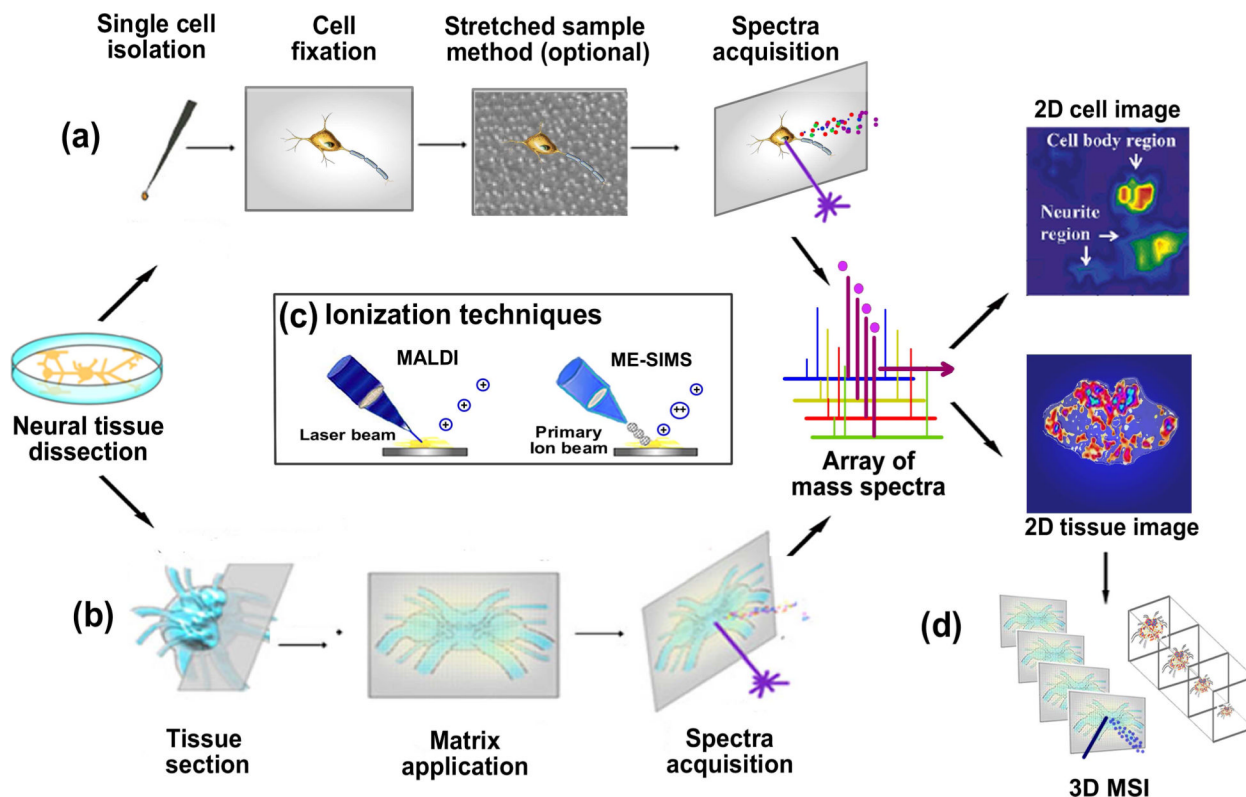 Single cell
isolation
Cell
fixation
Stretched sample
method (optional)
Spectra
acquisition
(a)
2D cell image
Cell body region
Neurite
region
(c) Ionization techniques
MALDI
Laser beam
+
+
+
ME-SIMS
Primary
Ion beam
+
++
+
Neural tissue
dissection
Array of
mass spectra
2D tissue image
(b)
Tissue
section
Matrix
application
Spectra
acquisition
(d)
3D MSI